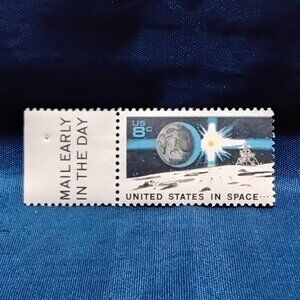 MAIL EARLY
IN THE DAY
US
8c
UNITED STATES IN SPACE...